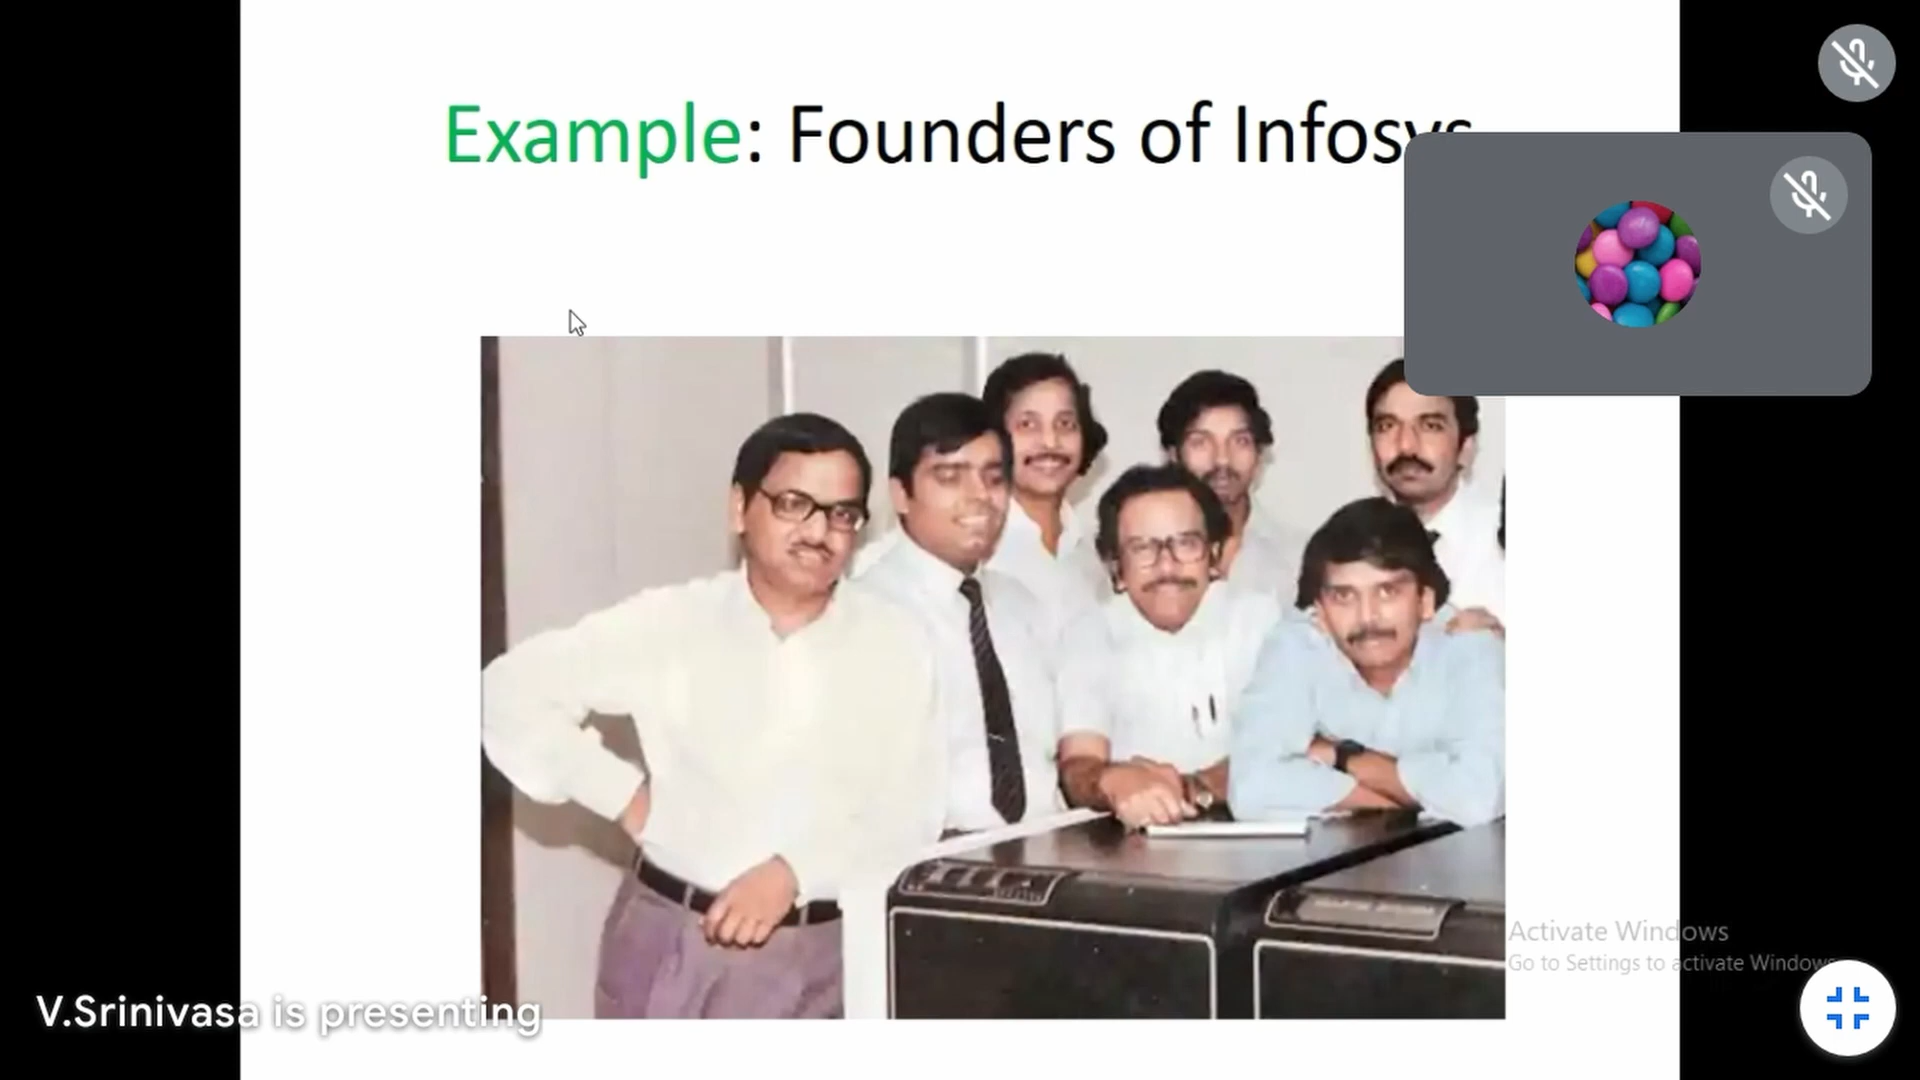 Example: Founders of Infosys
Activate Windows
Go to Settings to activate Windows.
V.Srinivasa is presenting